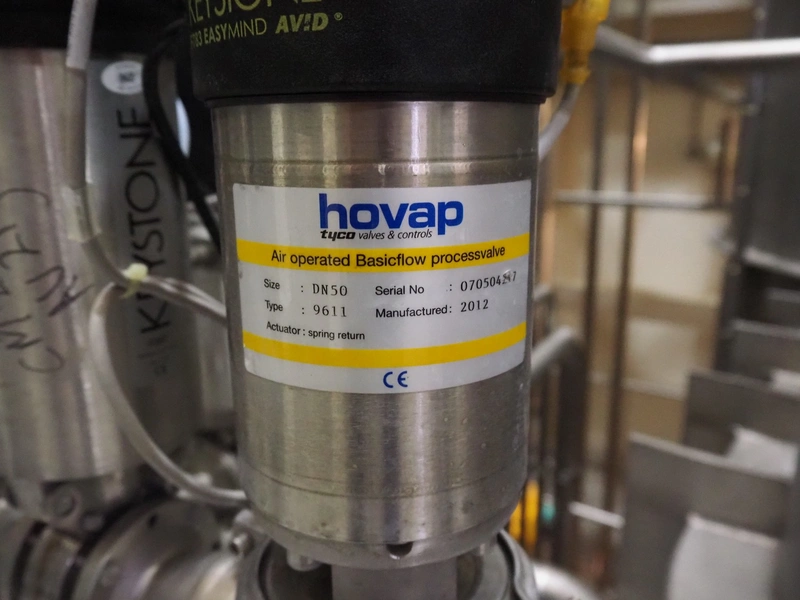 KEYSTONE
EASYMIND AVID®
KEYSTONE
hovap
tyco valves & controls
Air operated Basicflow processvalve
Size : DN50 Serial No :
Type : 9611 Manufactured: 2012
Actuator : spring return
CE